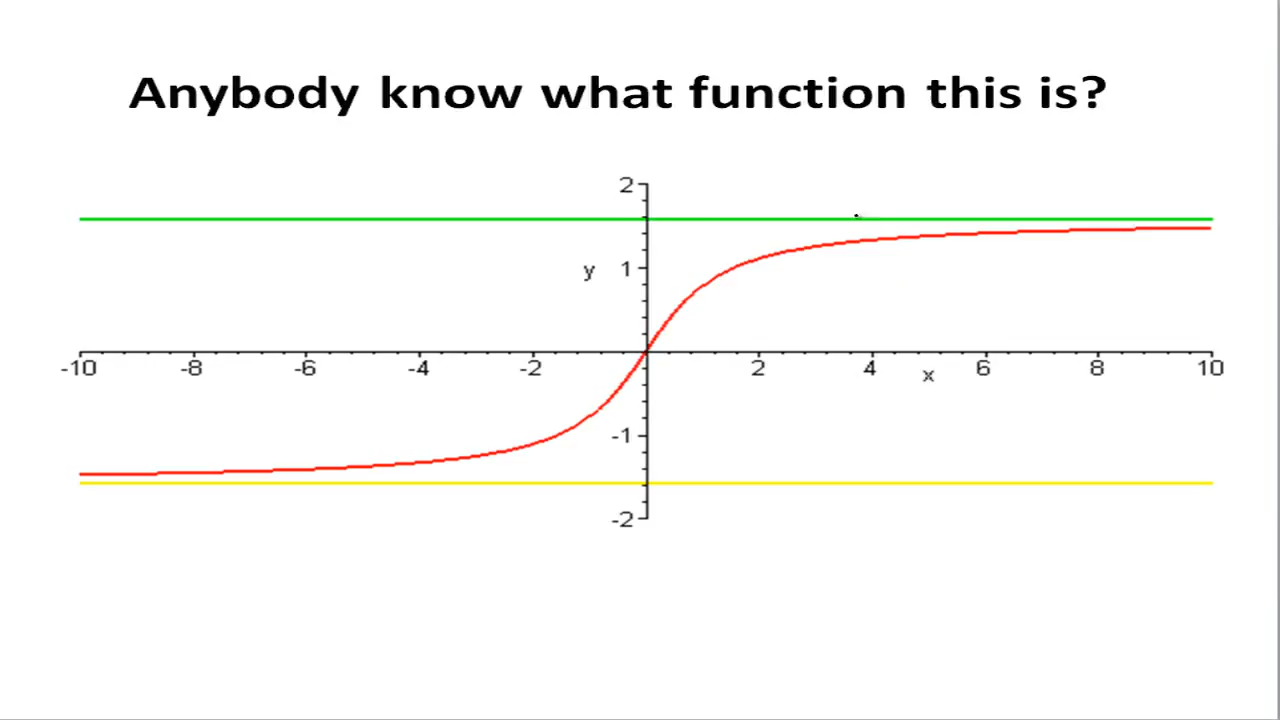 Anybody know what function this is?
2
y 1
-10 -8 -6 -4 -2 2 4 6 8 10
x
-1
-2